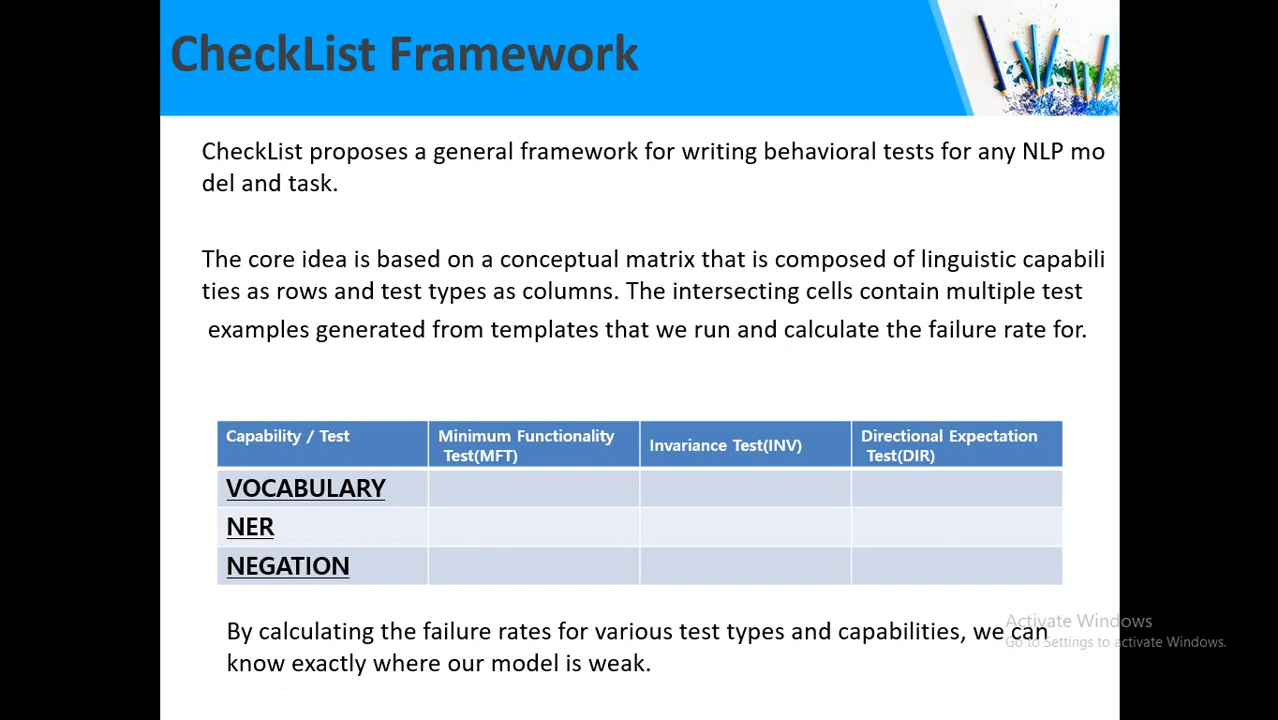 CheckList Framework
CheckList proposes a general framework for writing behavioral tests for any NLP mo
del and task.
The core idea is based on a conceptual matrix that is composed of linguistic capabili
ties as rows and test types as columns. The intersecting cells contain multiple test
examples generated from templates that we run and calculate the failure rate for.
Capability / Test
Minimum Functionality
Test(MFT)
Invariance Test(INV)
Directional Expectation
Test(DIR)
VOCABULARY
NER
NEGATION
By calculating the failure rates for various test types and capabilities, we can
know exactly where our model is weak.
Activate Windows
Go to Settings to activate Windows.